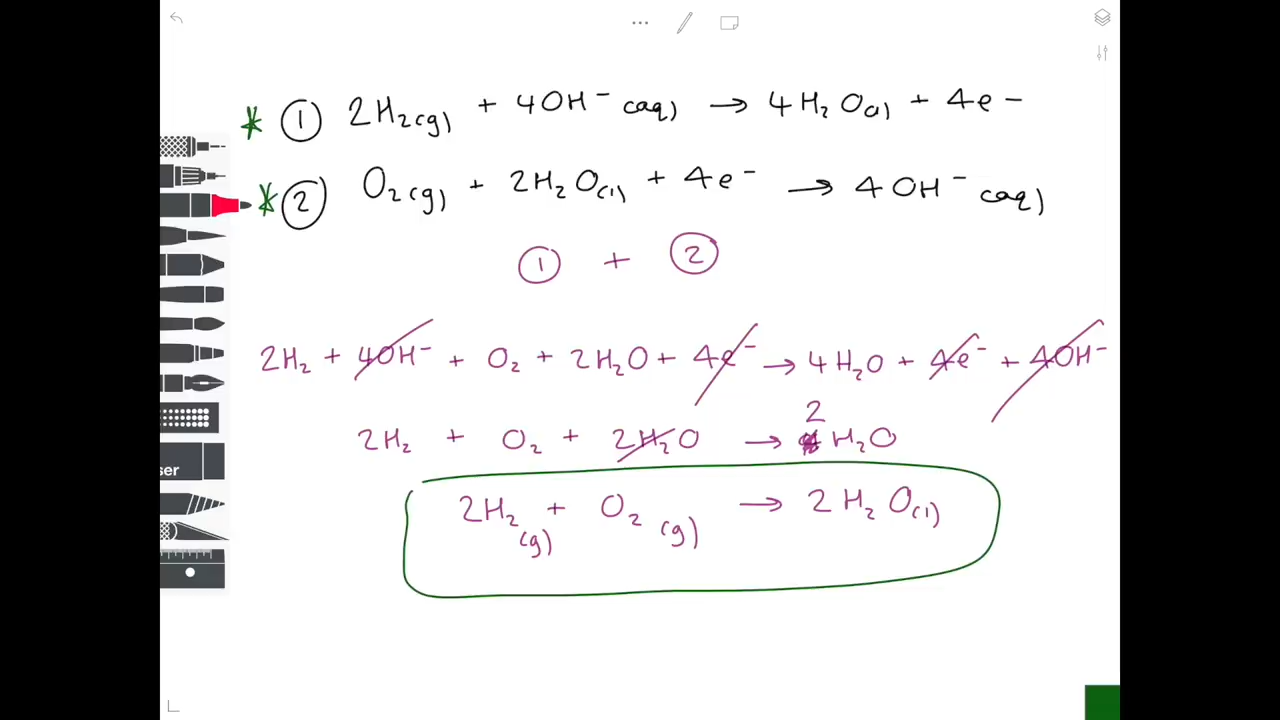 * ① 2H₂(g) + 4OH⁻ (aq) → 4H₂O(l) + 4e⁻
* ② O₂(g) + 2H₂O(l) + 4e⁻ → 4OH⁻ (aq)
① + ②
2H₂ + 4OH⁻ + O₂ + 2H₂O + 4e⁻ → 4H₂O + 4e⁻ + 4OH⁻
2
2H₂ + O₂ + 2H₂O → 4H₂O
ser
2H₂(g) + O₂(g) → 2H₂O(l)